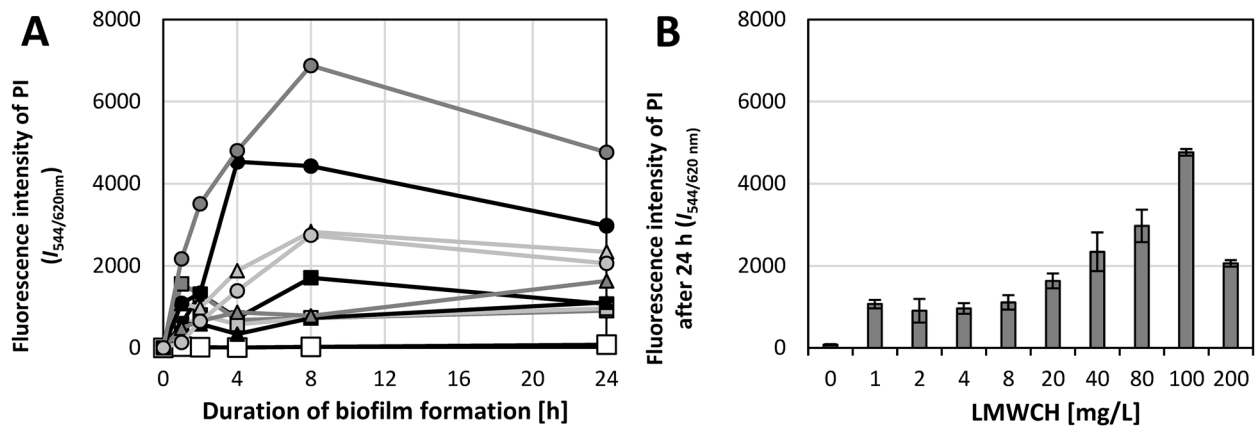 A
Fluorescence intensity of PI
(I544/620nm)
8000
6000
4000
2000
0
0 4 8 12 16 20 24
Duration of biofilm formation [h]
B
Fluorescence intensity of PI
after 24 h (I544/620 nm)
8000
6000
4000
2000
0
0 1 2 4 8 20 40 80 100 200
LMWCH [mg/L]